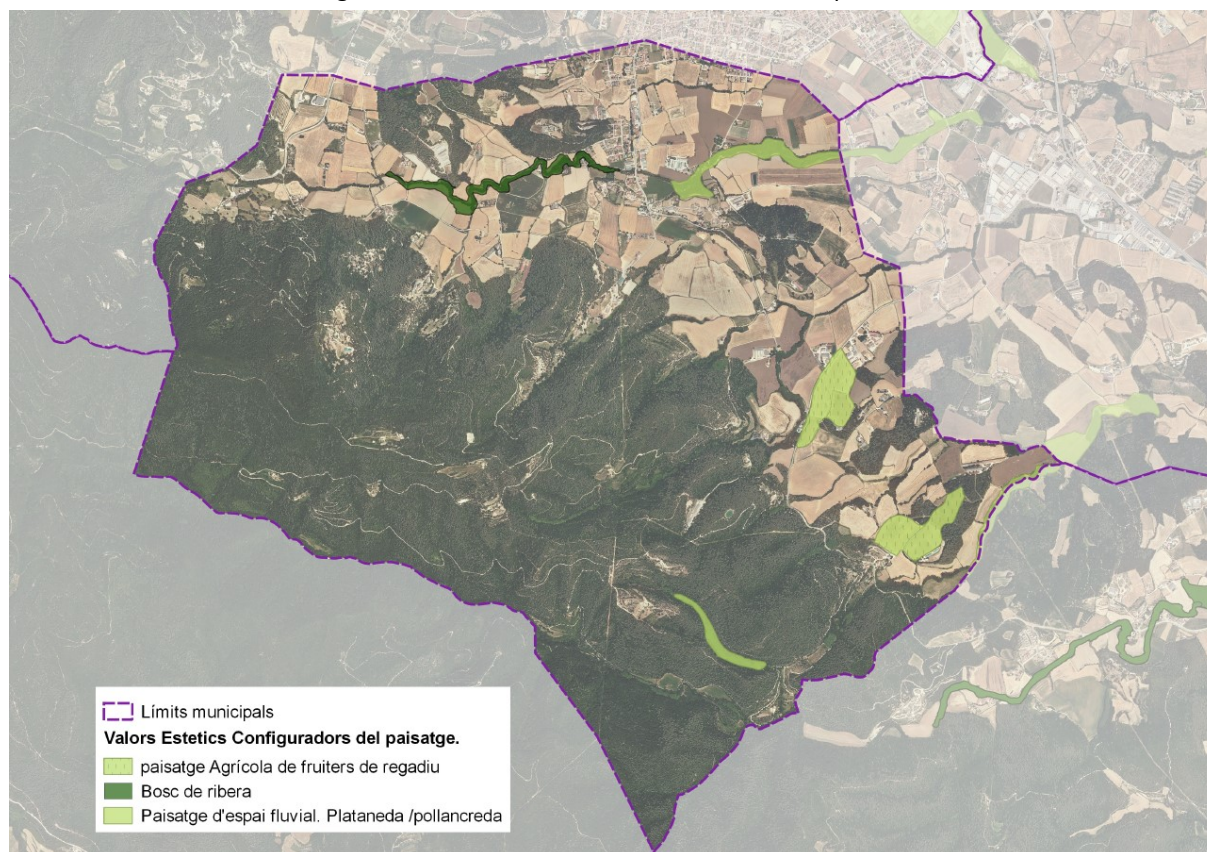 Límits municipals
Valors Estetics Configuradors del paisatge.
paisatge Agrícola de fruiters de regadiu
Bosc de ribera
Paisatge d'espai fluvial. Plataneda /pollancreda